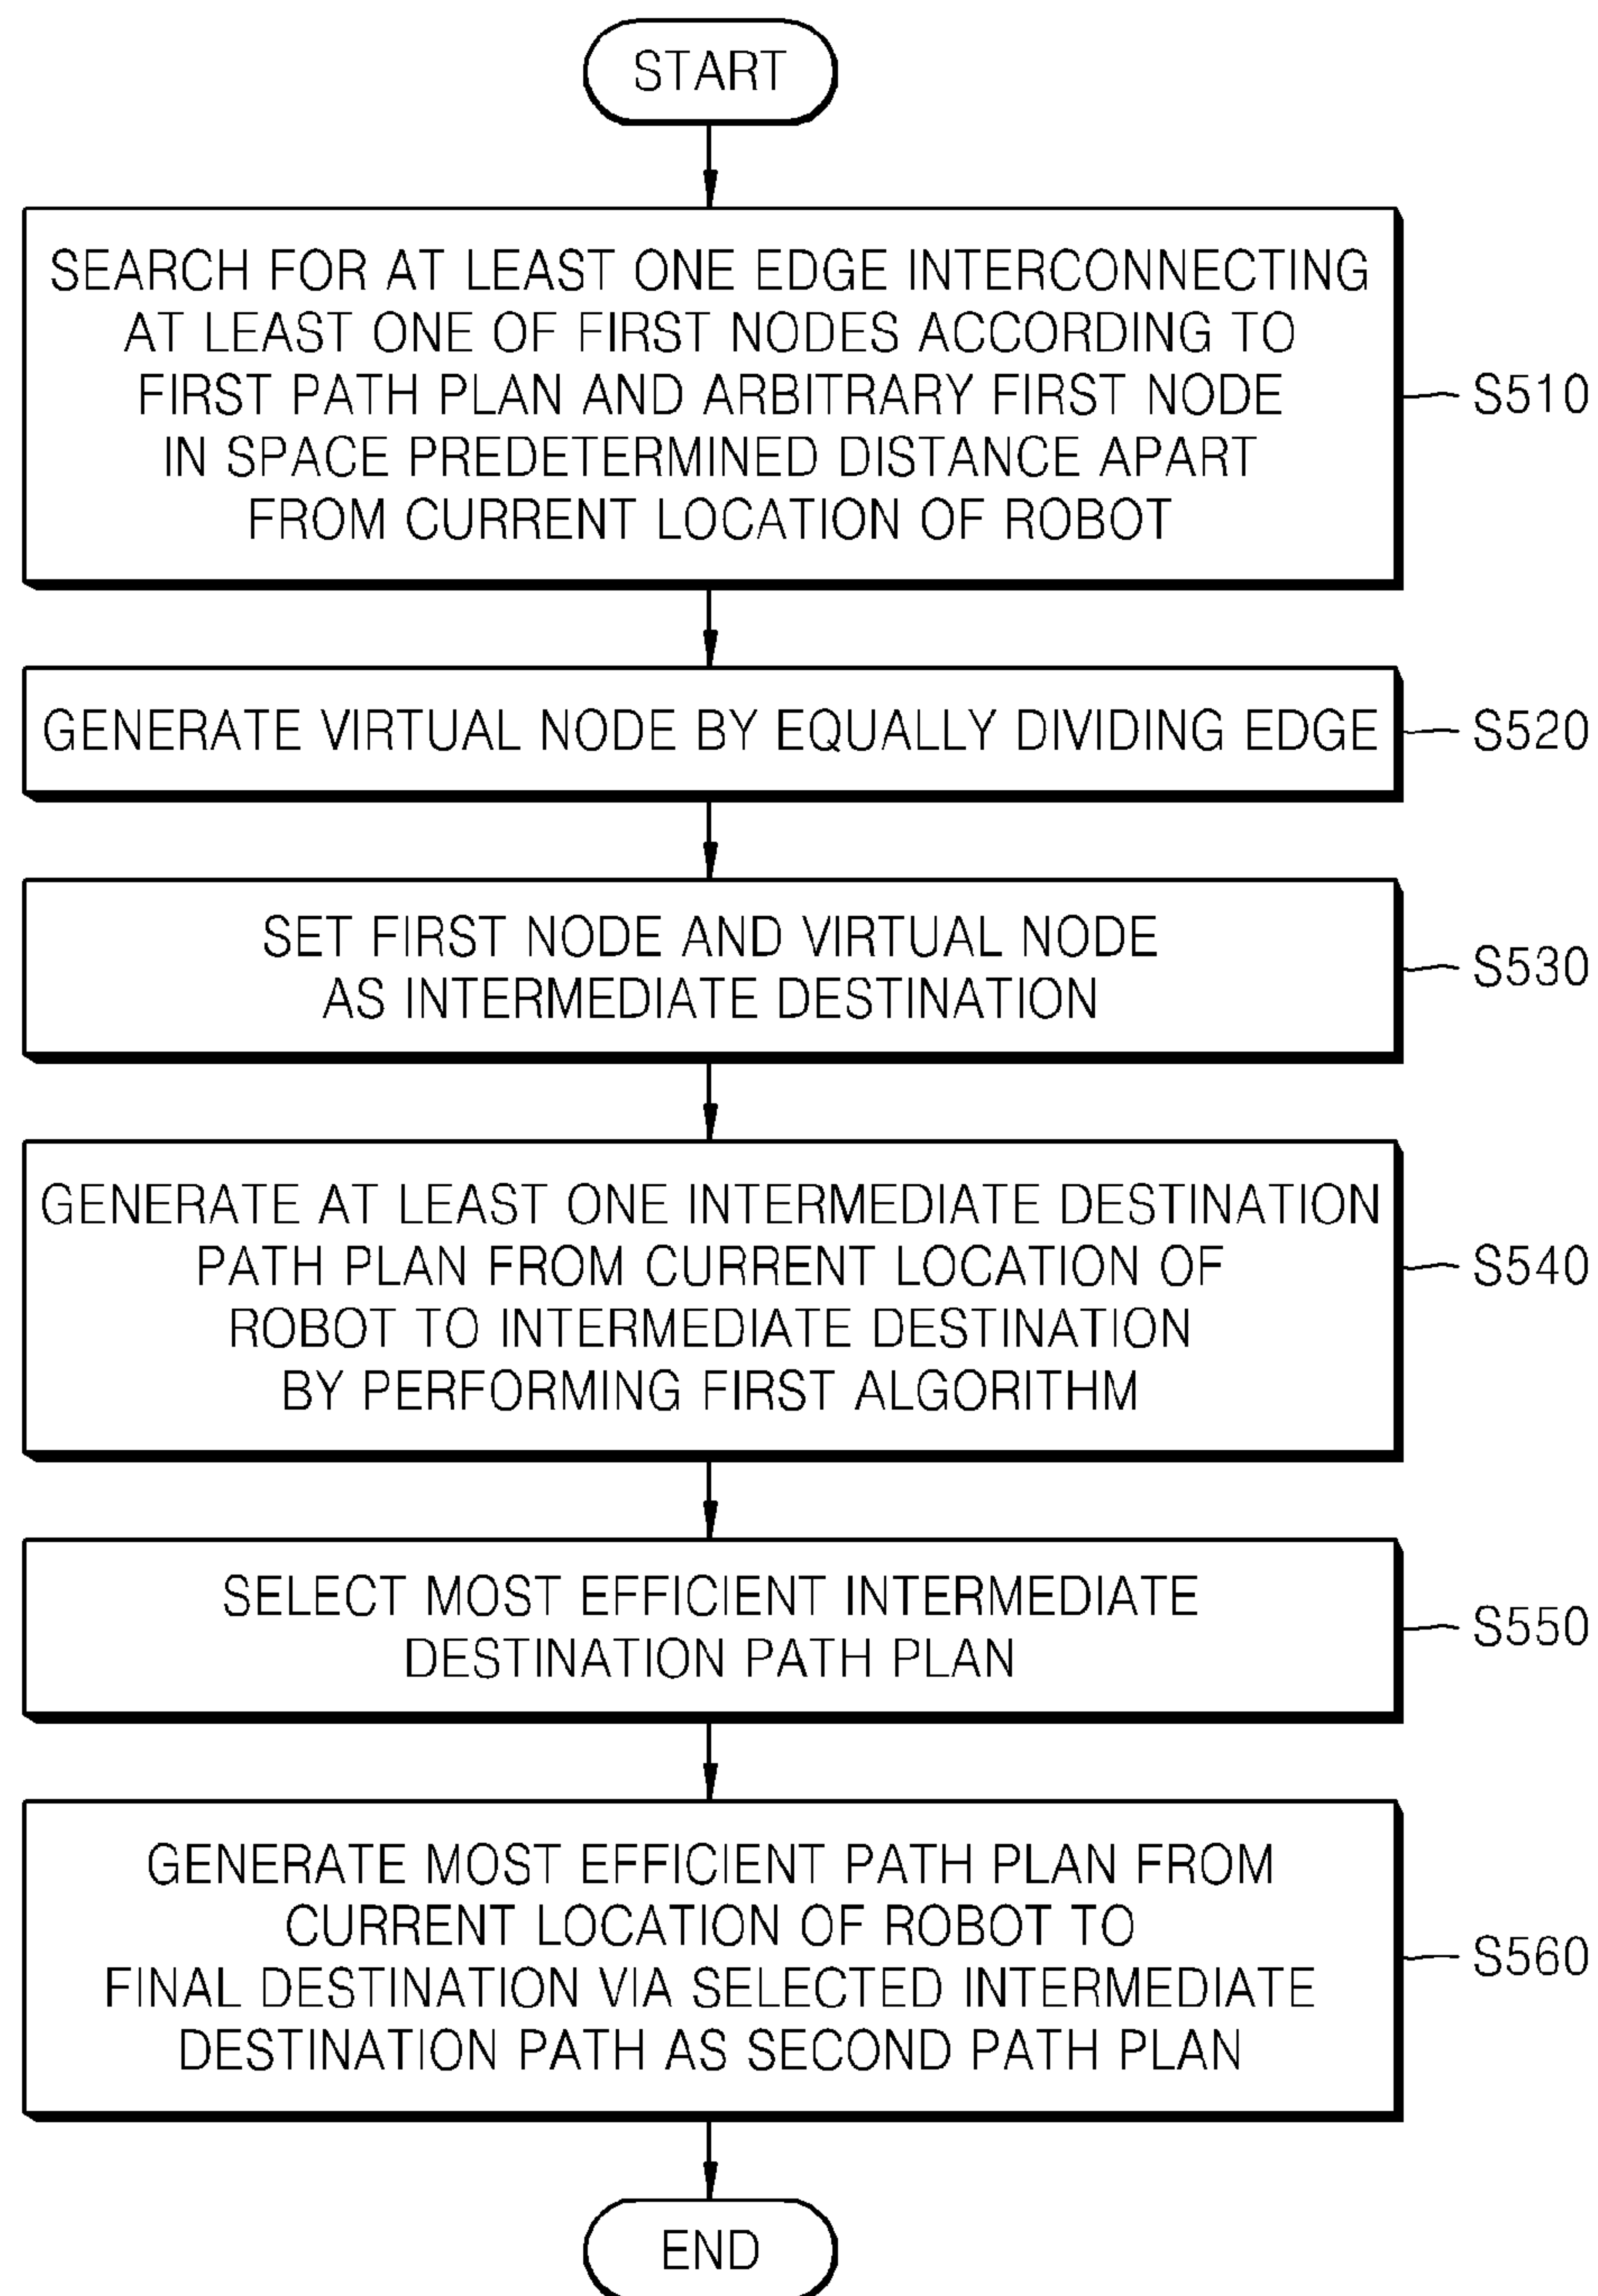 START
SEARCH FOR AT LEAST ONE EDGE INTERCONNECTING
AT LEAST ONE OF FIRST NODES ACCORDING TO
FIRST PATH PLAN AND ARBITRARY FIRST NODE
IN SPACE PREDETERMINED DISTANCE APART
FROM CURRENT LOCATION OF ROBOT
S510
GENERATE VIRTUAL NODE BY EQUALLY DIVIDING EDGE
S520
SET FIRST NODE AND VIRTUAL NODE
AS INTERMEDIATE DESTINATION
S530
GENERATE AT LEAST ONE INTERMEDIATE DESTINATION
PATH PLAN FROM CURRENT LOCATION OF
ROBOT TO INTERMEDIATE DESTINATION
BY PERFORMING FIRST ALGORITHM
S540
SELECT MOST EFFICIENT INTERMEDIATE
DESTINATION PATH PLAN
S550
GENERATE MOST EFFICIENT PATH PLAN FROM
CURRENT LOCATION OF ROBOT TO
FINAL DESTINATION VIA SELECTED INTERMEDIATE
DESTINATION PATH AS SECOND PATH PLAN
S560
END